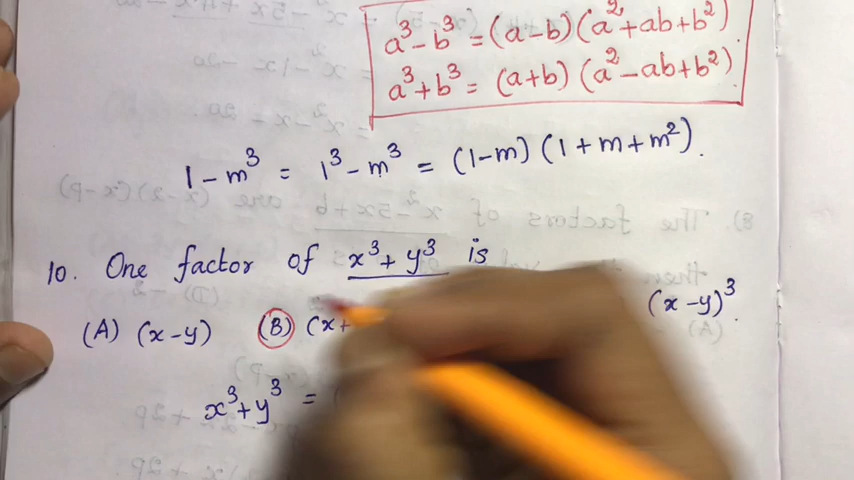 a³-b³ = (a-b) (a²+ab+b²)
a³+b³ = (a+b) (a²-ab+b²)
1-m³ = 1³-m³ = (1-m) (1+m+m²).
10. One factor of x³+y³ is
(A) (x-y) (B) (x+ (x-y)³.
x³+y³ =